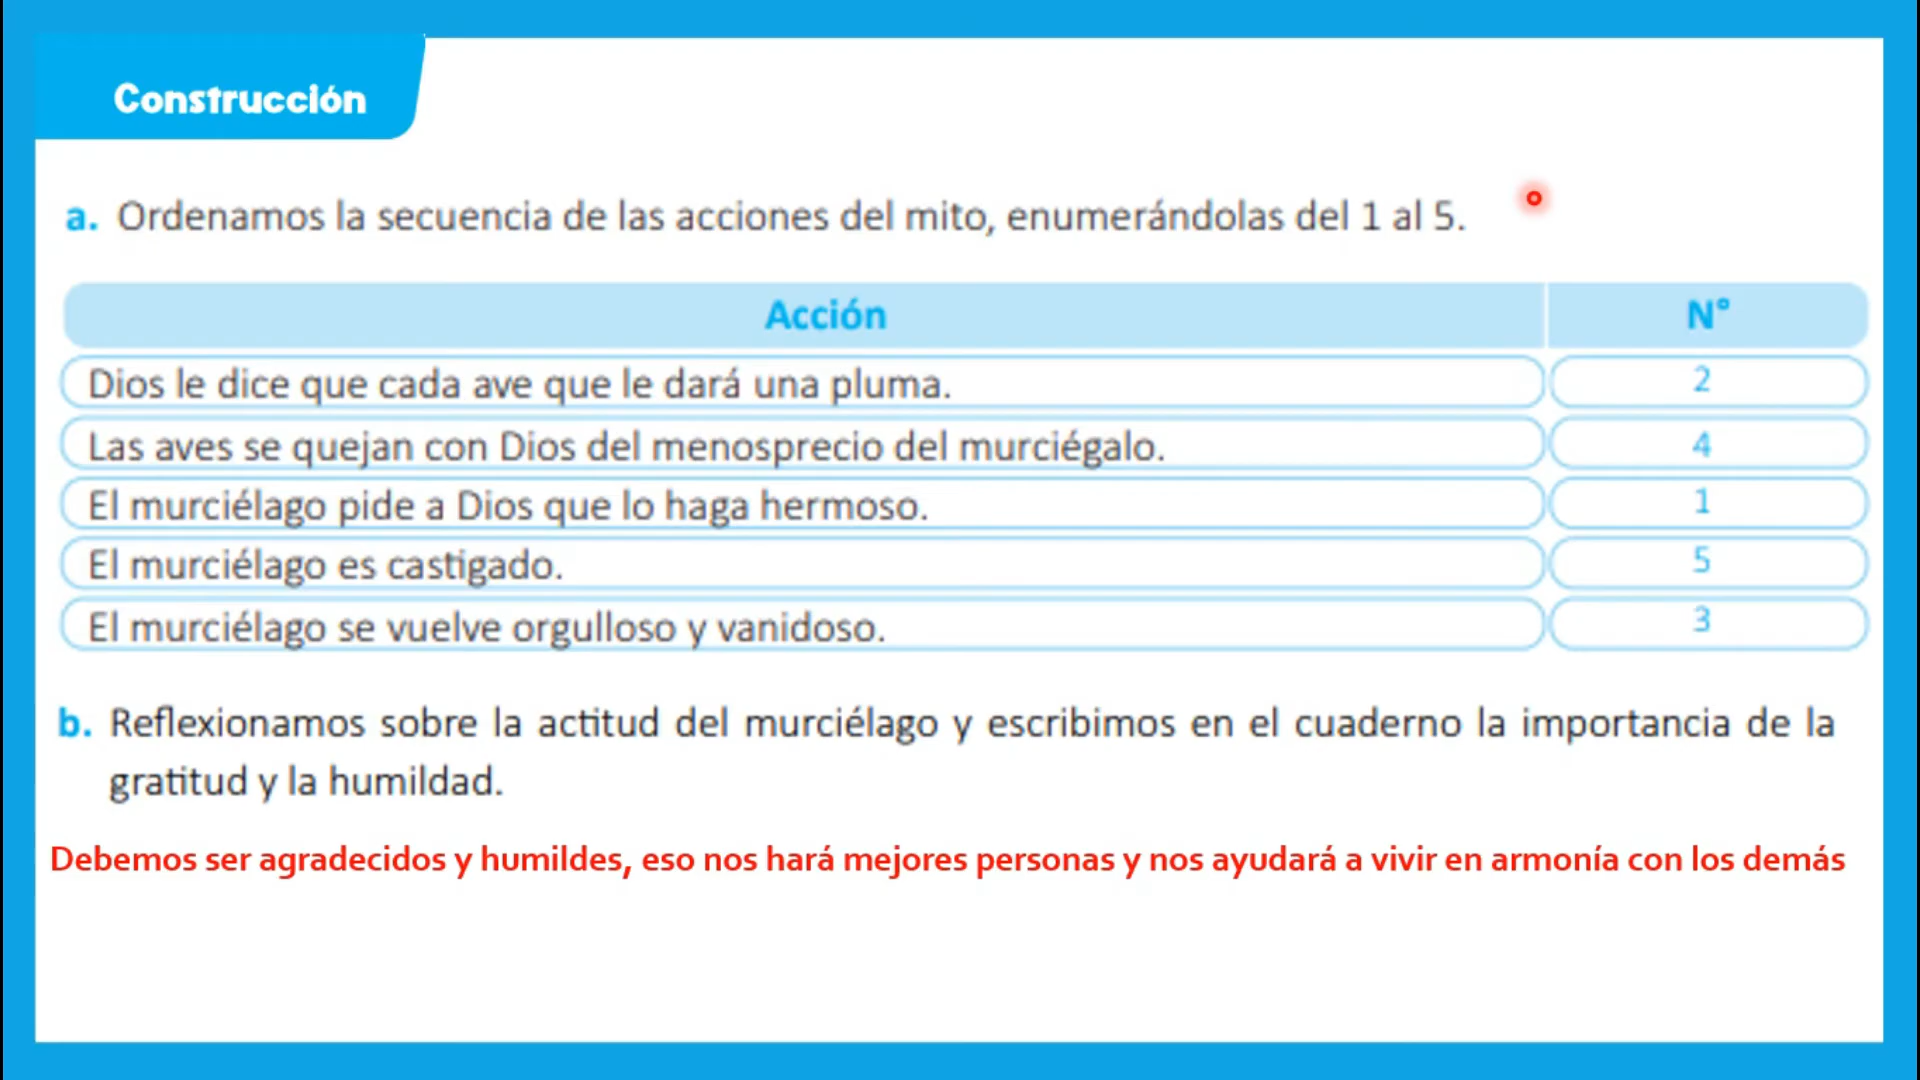 Construcción
a. Ordenamos la secuencia de las acciones del mito, enumerándolas del 1 al 5.
Acción N°
Dios le dice que cada ave que le dará una pluma. 2
Las aves se quejan con Dios del menosprecio del murciégalo. 4
El murciélago pide a Dios que lo haga hermoso. 1
El murciélago es castigado. 5
El murciélago se vuelve orgulloso y vanidoso. 3
b. Reflexionamos sobre la actitud del murciélago y escribimos en el cuaderno la importancia de la
gratitud y la humildad.
Debemos ser agradecidos y humildes, eso nos hará mejores personas y nos ayudará a vivir en armonía con los demás